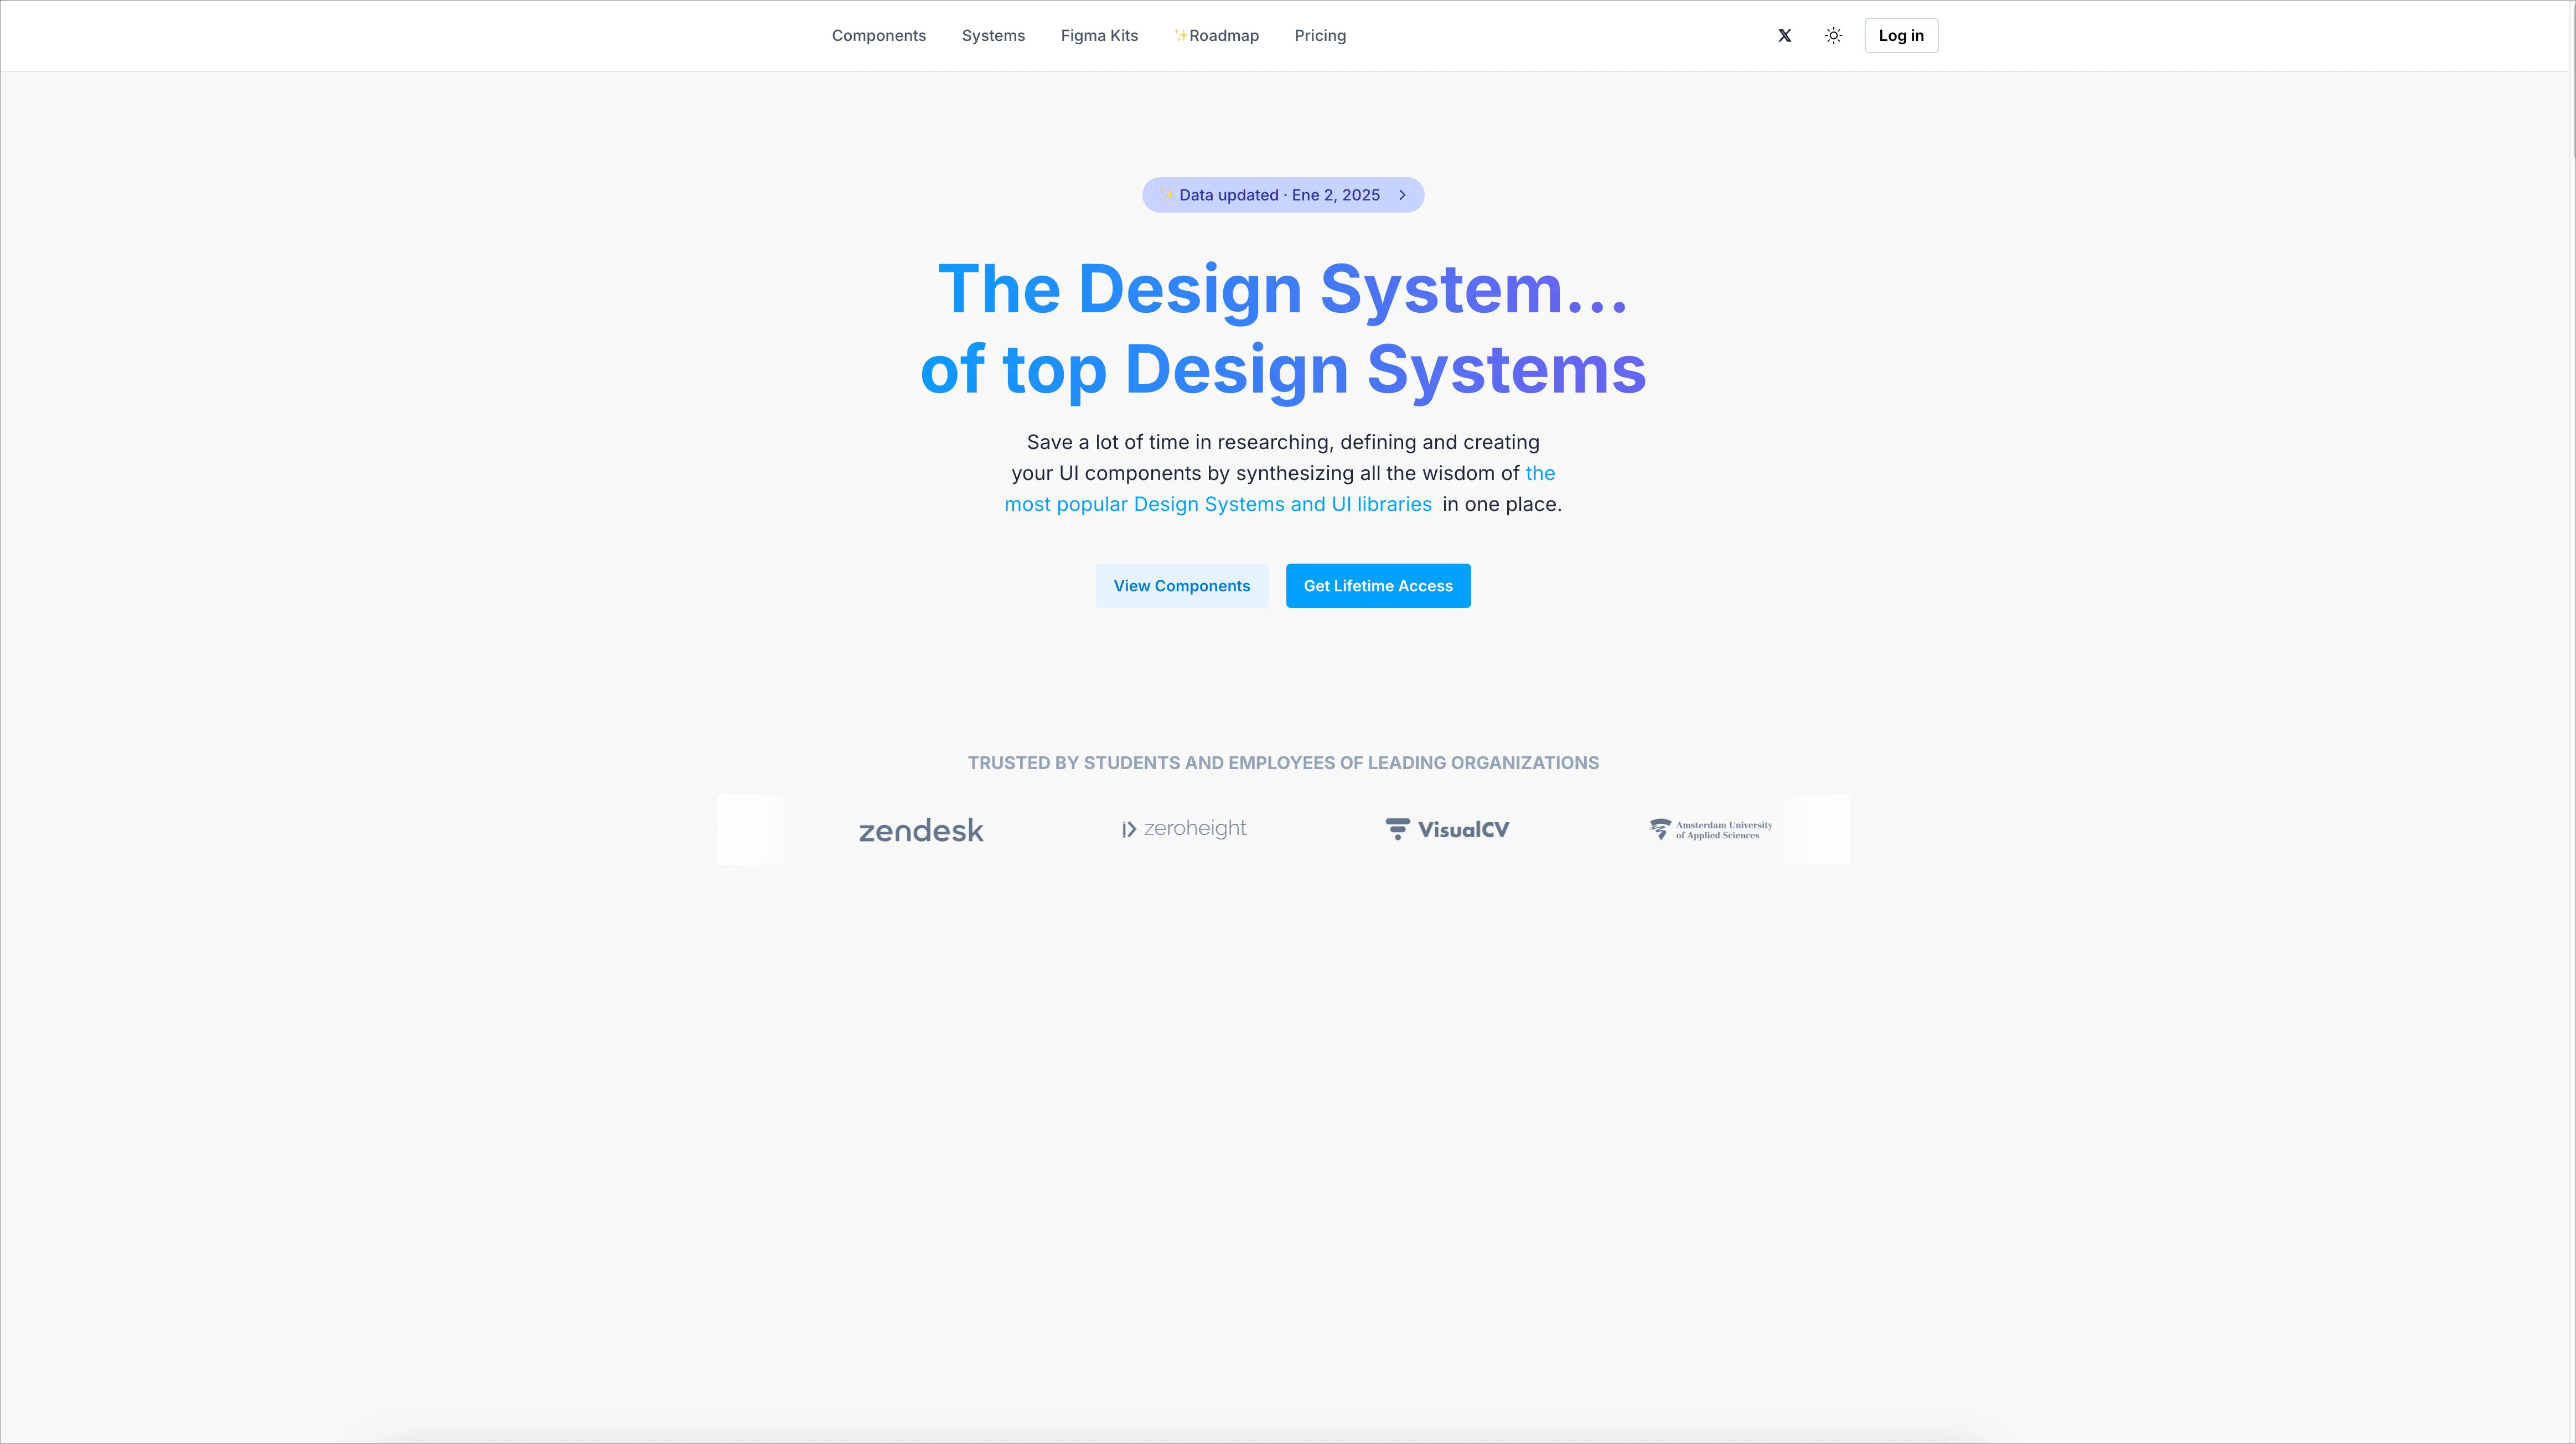 Components Systems Figma Kits ✨Roadmap Pricing X Log in
✨ Data updated · Ene 2, 2025
The Design System...
of top Design Systems
Save a lot of time in researching, defining and creating
your UI components by synthesizing all the wisdom of the
most popular Design Systems and UI libraries in one place.
View Components Get Lifetime Access
TRUSTED BY STUDENTS AND EMPLOYEES OF LEADING ORGANIZATIONS
zendesk zeroheight VisualCV Amsterdam University
of Applied Sciences